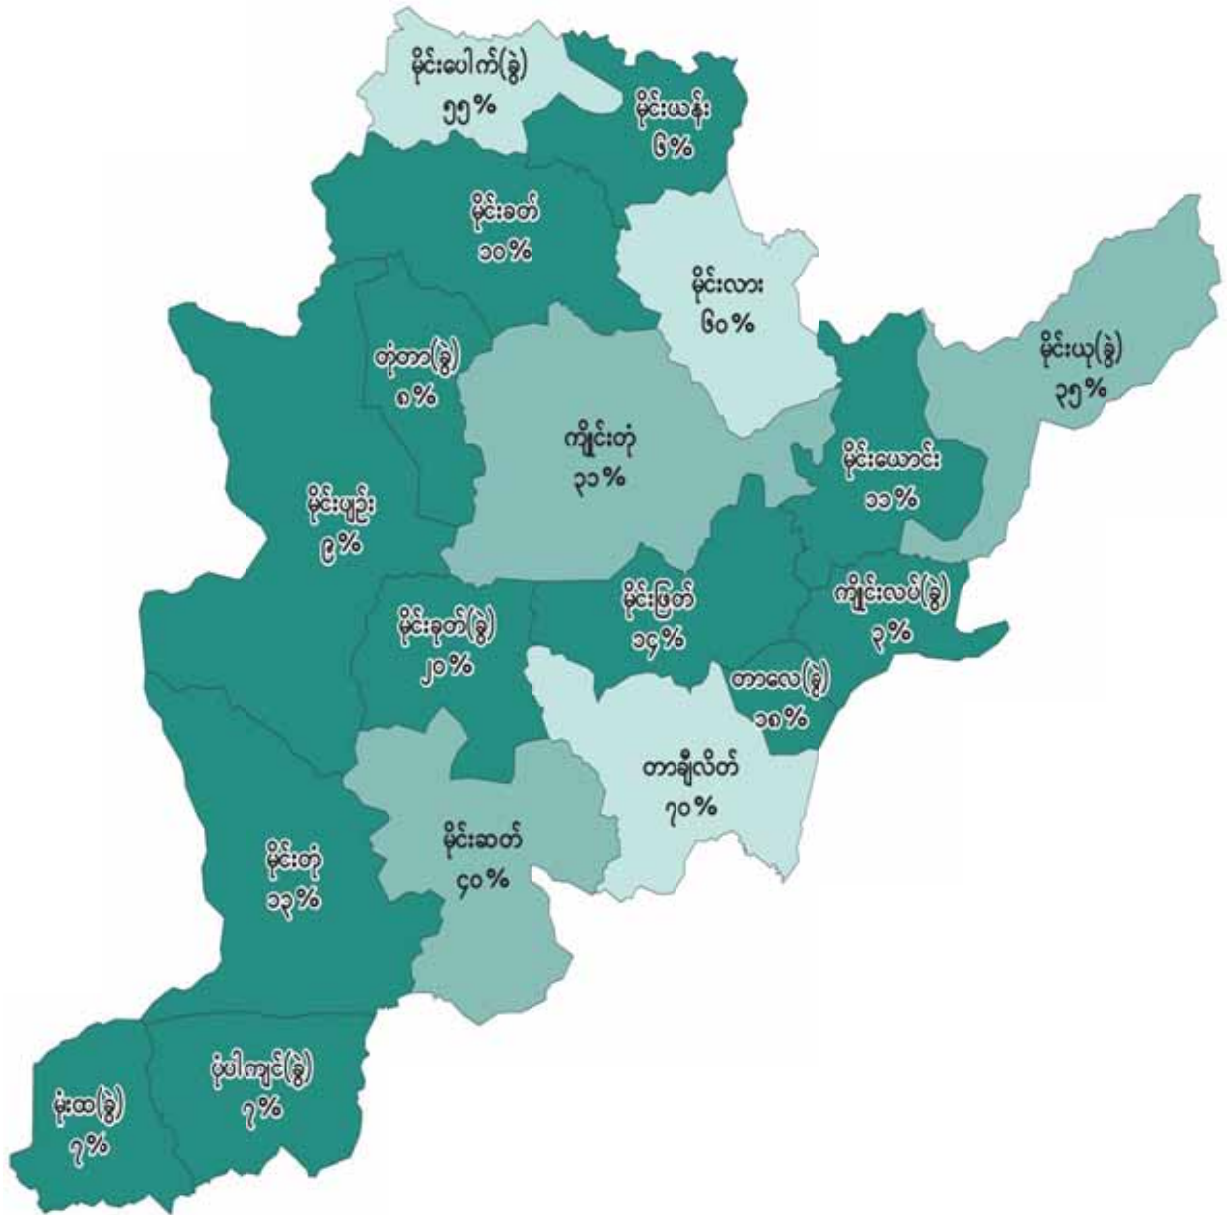 မိုင်းပေါက်(ခွဲ)
၅၅%
မိုင်းယန်း
၆%
မိုင်းခတ်
၁၀%
မိုင်းလား
၆၀%
မိုင်းယု(ခွဲ)
၃၅%
တုံတာ(ခွဲ)
၈%
ကျိုင်းတုံ
၃၁%
မိုင်းယောင်း
၁၁%
မိုင်းပျဉ်း
၉%
မိုင်းခုတ်(ခွဲ)
၂၀%
မိုင်းဖြတ်
၁၄%
ကျိုင်းလပ်(ခွဲ)
၃%
တာလေ(ခွဲ)
၁၈%
တာချီလိတ်
၇၀%
မိုင်းဆတ်
၄၀%
မိုင်းတုံ
၁၃%
ပုံပါကျင်(ခွဲ)
၇%
မုံးထ(ခွဲ)
၇%